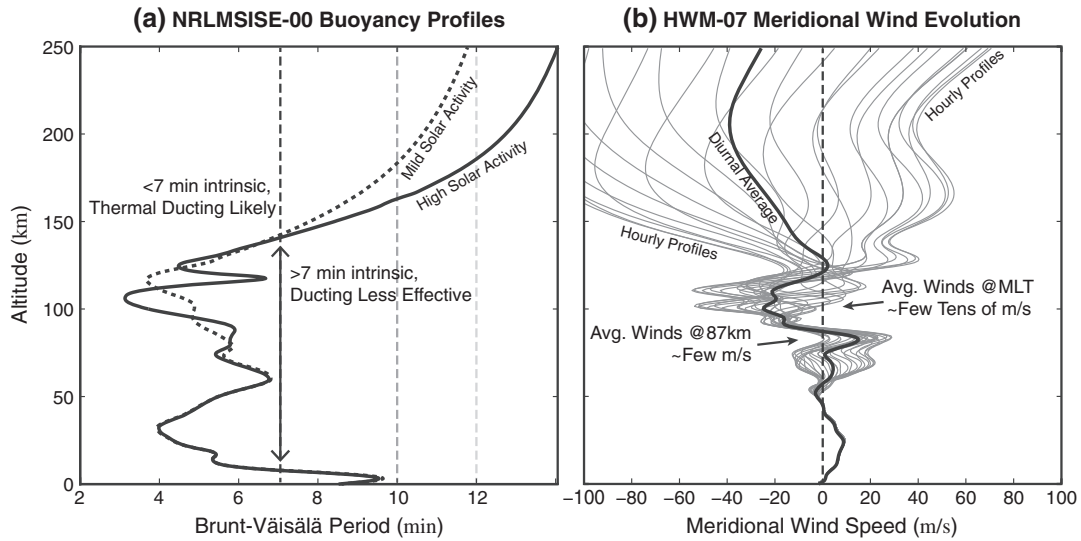 (a) NRLMSISE-00 Buoyancy Profiles
250
200
150
100
50
0
Altitude (km)
2
4
6
8
10
12
Brunt-Väisälä Period (min)
<7 min intrinsic,
Thermal Ducting Likely
>7 min intrinsic,
Ducting Less Effective
Mild Solar Activity
High Solar Activity
(b) HWM-07 Meridional Wind Evolution
Hourly Profiles
Diurnal Average
Hourly Profiles
Avg. Winds @MLT
~Few Tens of m/s
Avg. Winds @87km
~Few m/s
−100
−80
−60
−40
−20
0
20
40
60
80
100
Meridional Wind Speed (m/s)